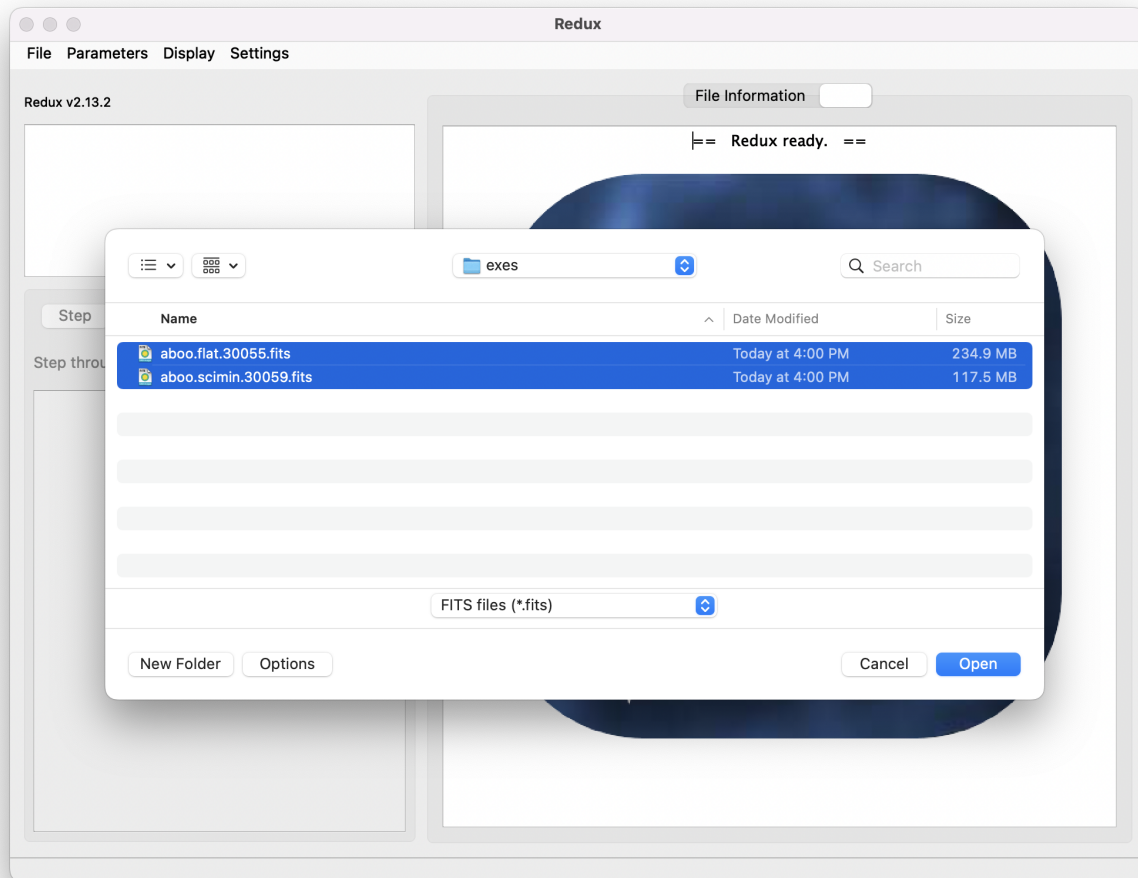 Redux
File Parameters Display Settings
Redux v2.13.2
File Information
== Redux ready. ==
exes
Search
Name Date Modified Size
aboo.flat.30055.fits Today at 4:00 PM 234.9 MB
aboo.scimin.30059.fits Today at 4:00 PM 117.5 MB
Step
Step throu
FITS files (*.fits)
New Folder Options Cancel Open